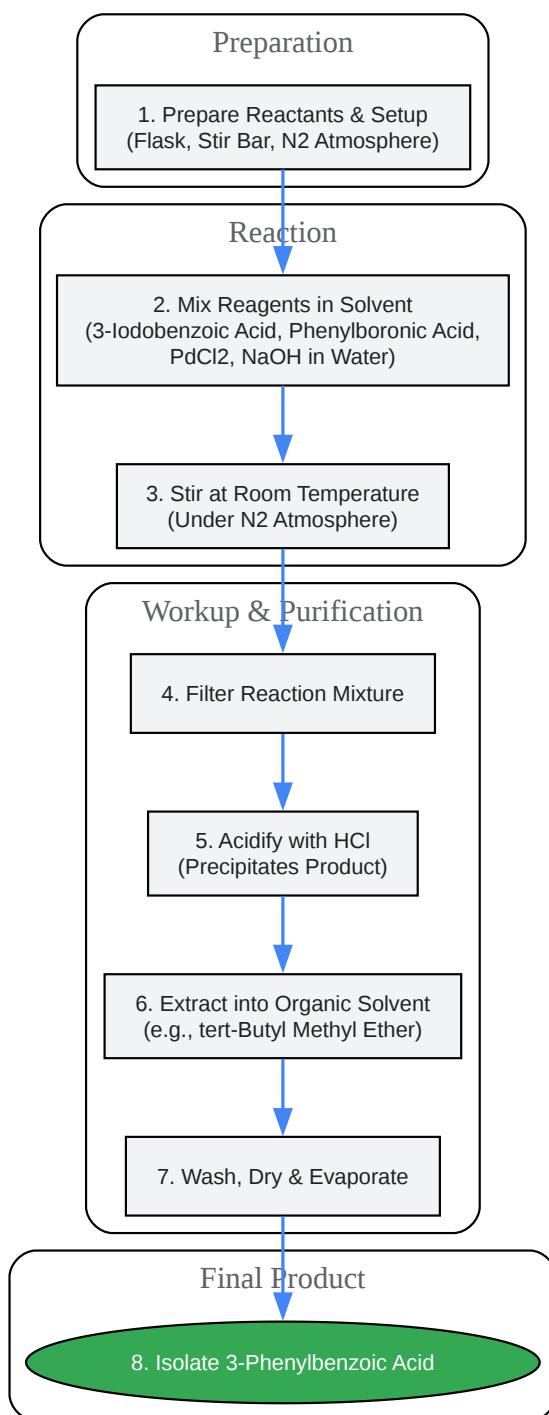 Preparation
1. Prepare Reactants & Setup
(Flask, Stir Bar, N2 Atmosphere)
Reaction
2. Mix Reagents in Solvent
(3-Iodobenzoic Acid, Phenylboronic Acid,
PdCl2, NaOH in Water)
3. Stir at Room Temperature
(Under N2 Atmosphere)
Workup & Purification
4. Filter Reaction Mixture
5. Acidify with HCl
(Precipitates Product)
6. Extract into Organic Solvent
(e.g., tert-Butyl Methyl Ether)
7. Wash, Dry & Evaporate
Final Product
8. Isolate 3-Phenylbenzoic Acid